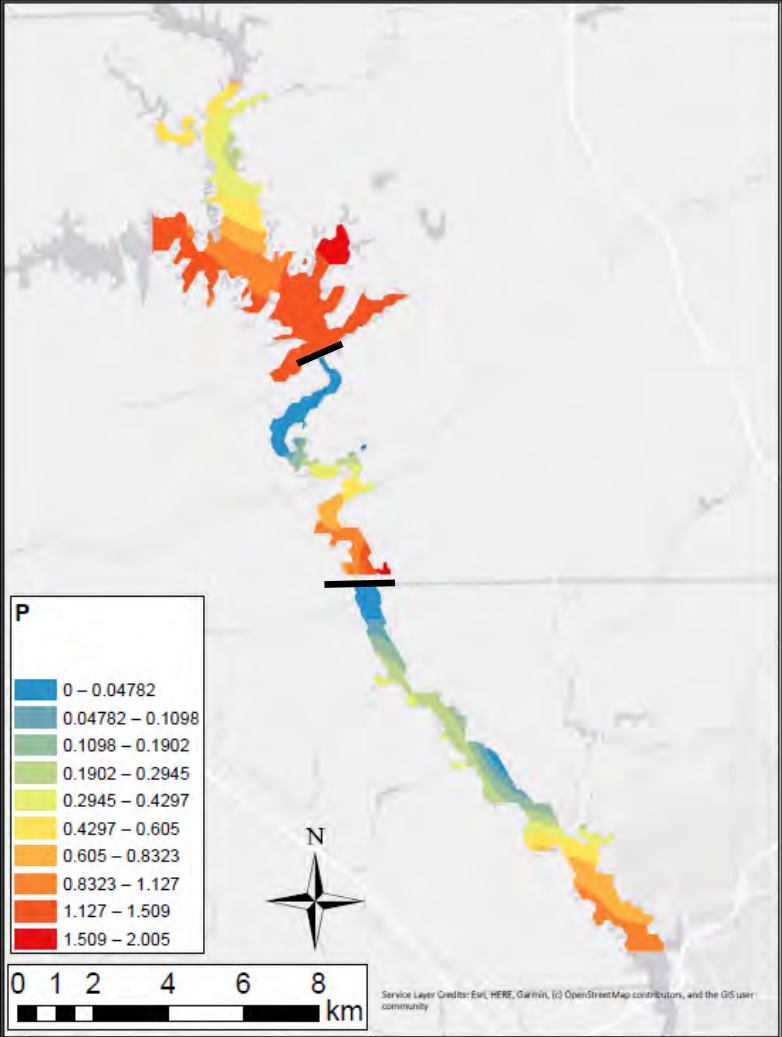 P
0 – 0.04782
0.04782 – 0.1098
0.1098 – 0.1902
0.1902 – 0.2945
0.2945 – 0.4297
0.4297 – 0.605
0.605 – 0.8323
0.8323 – 1.127
1.127 – 1.509
1.509 – 2.005
N
0 1 2 4 6 8
km
Service Layer Credits: Esri, HERE, Garmin, (c) OpenStreetMap contributors, and the GIS user
community